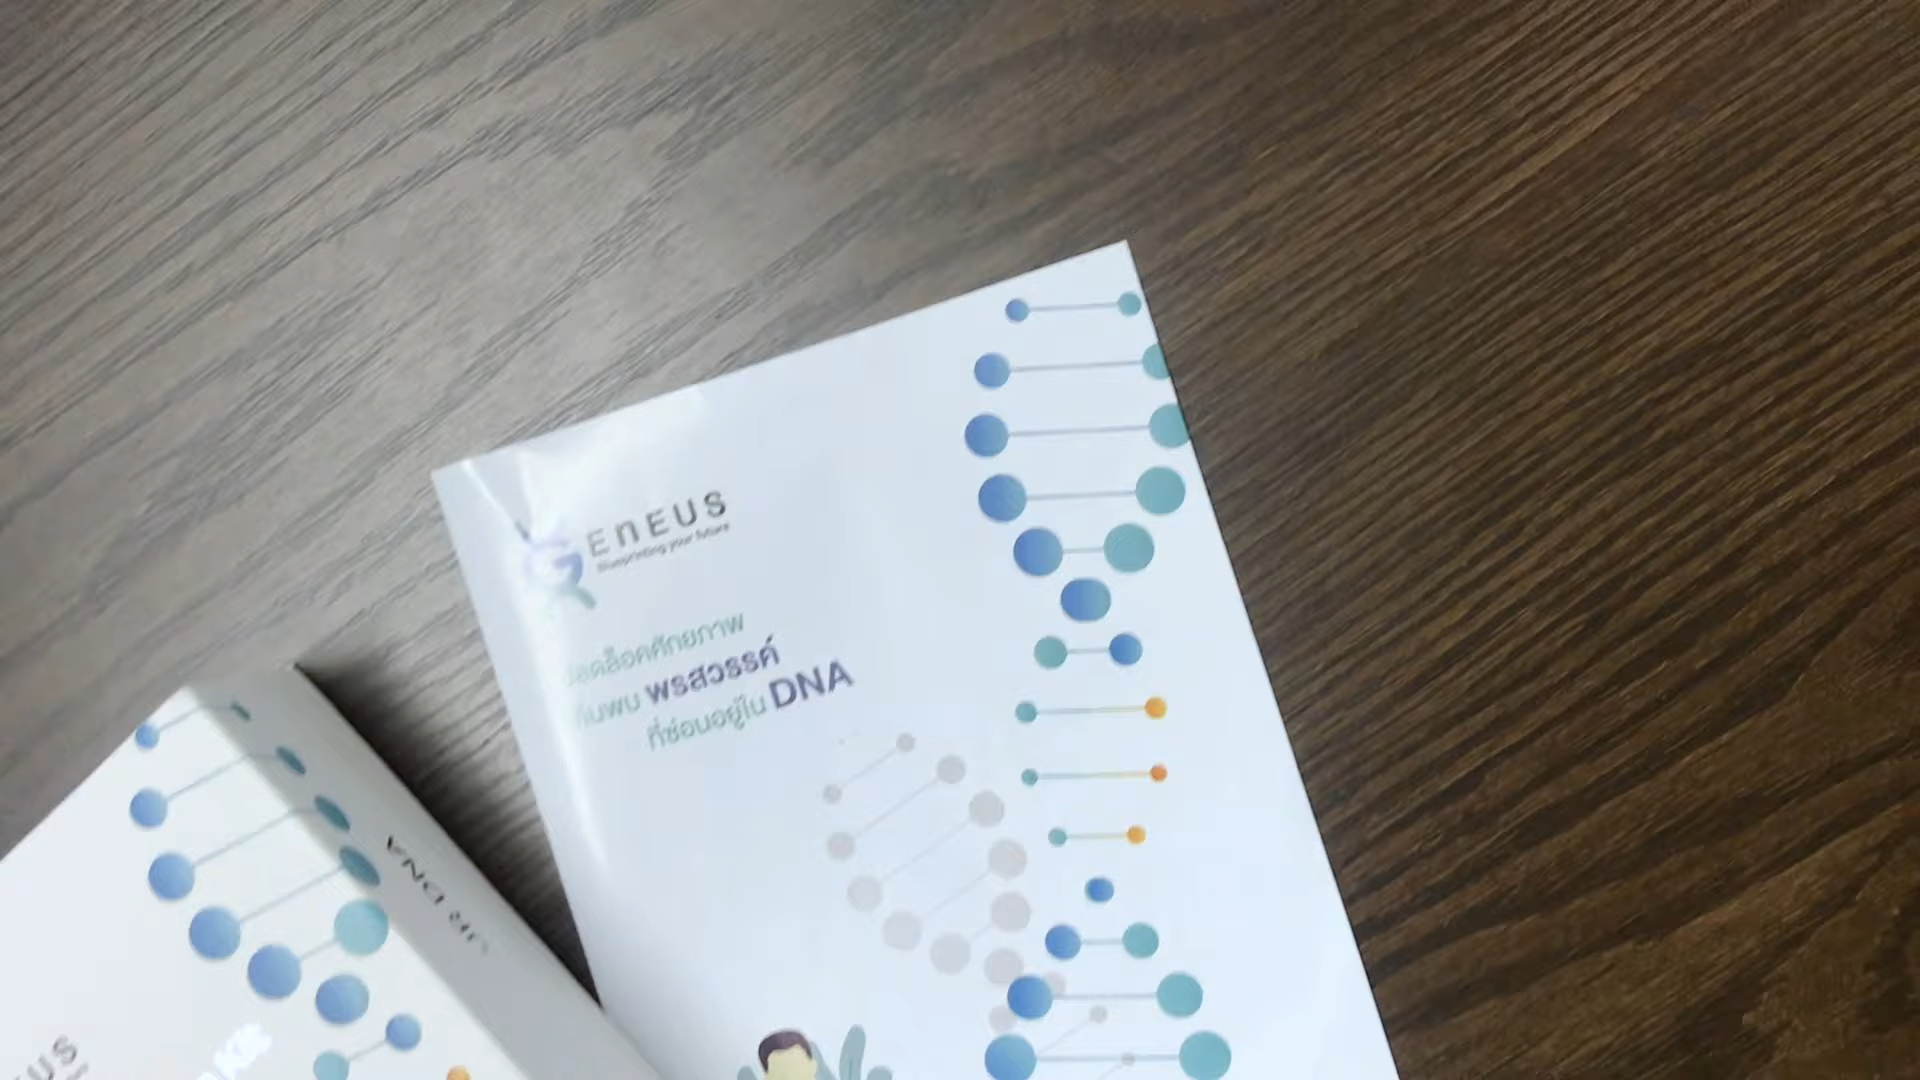 GENEUS
Blueprinting your future
ปลดล็อคศักยภาพ
ค้นพบ พรสวรรค์
ที่ซ่อนอยู่ใน DNA
UR DNA